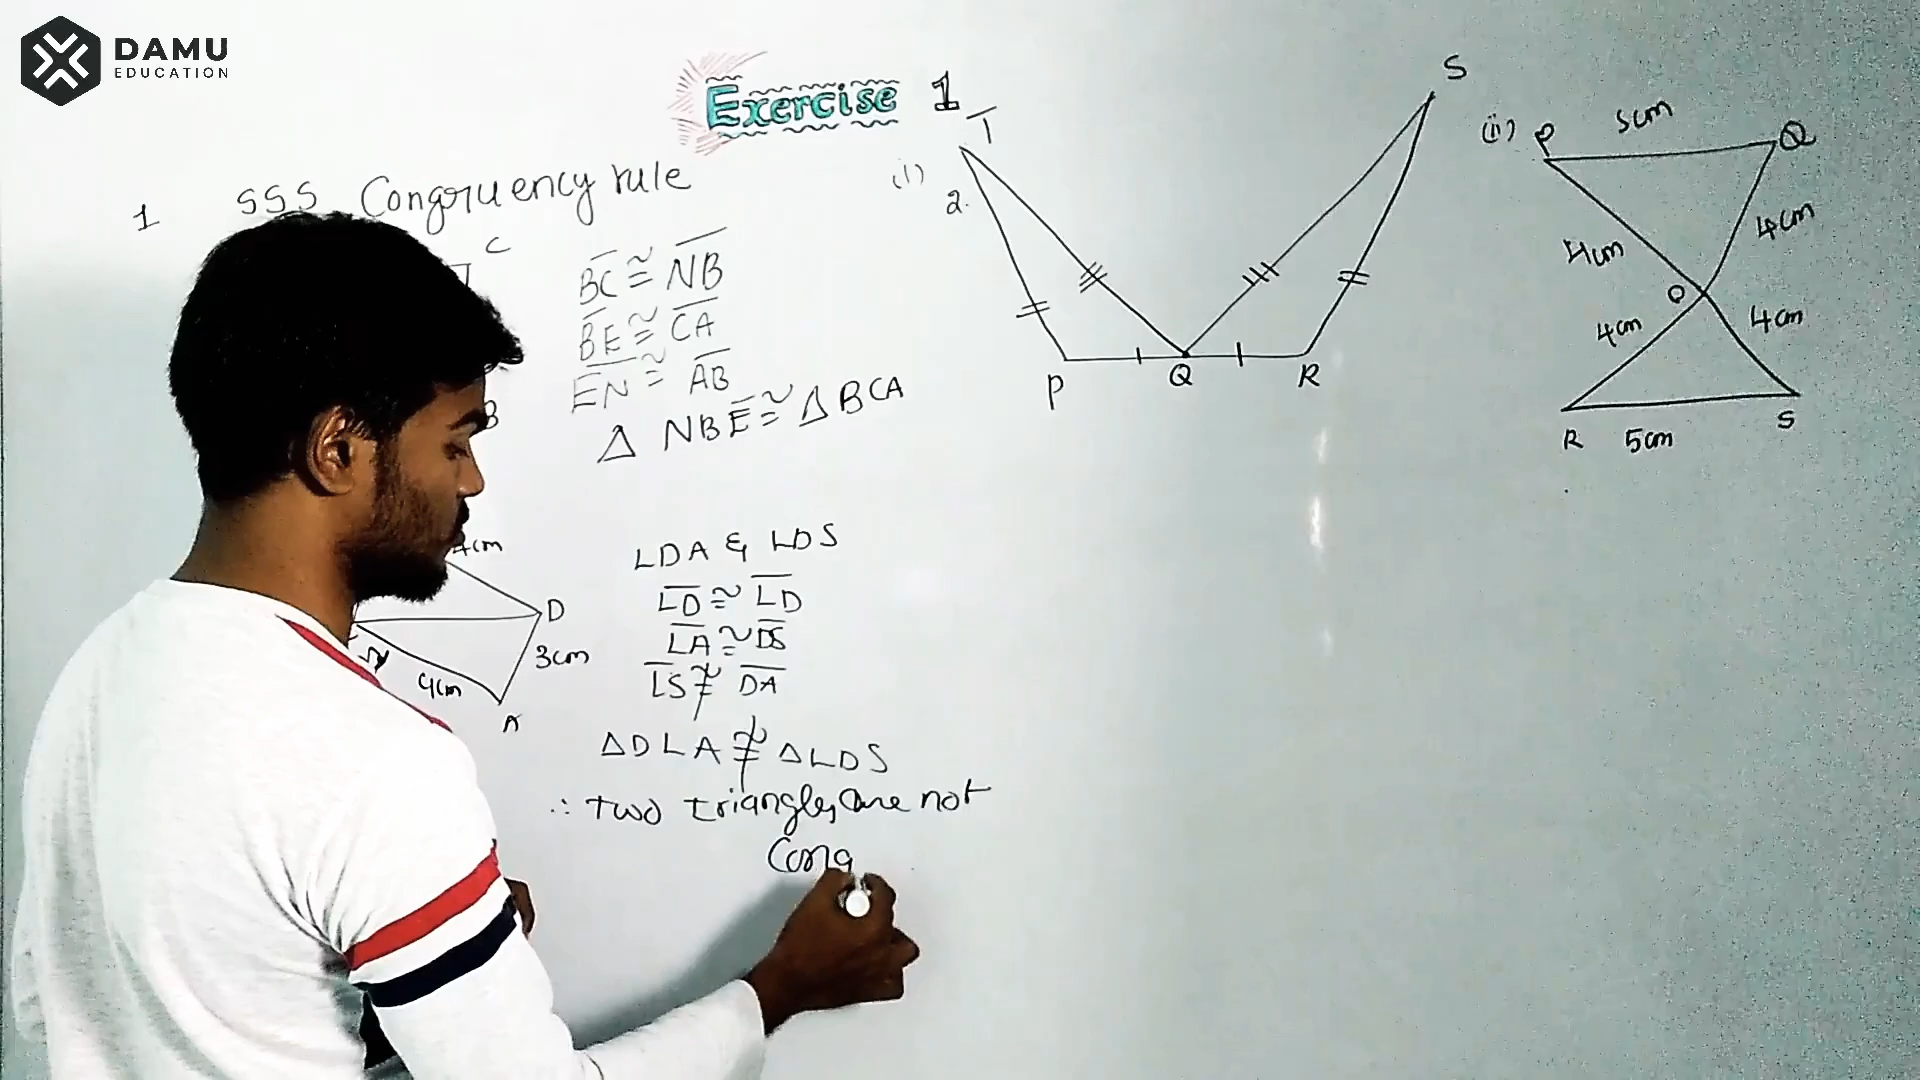 DAMU
EDUCATION
Exercise 1
1 SSS Congruency rule
C
B
BC ≅ NB
BE ≅ CA
EN ≅ AB
Δ NBE ≅ Δ BCA
LDA & LDS
LD ≅ LD
LA ≅ DS
LS ≇ DA
ΔDLA ≇ ΔLDS
∴ Two triangles are not
Cong
4cm
D
3cm
4cm
A
(i)
2.
T
S
P
Q
R
(ii)
P
5cm
Q
4cm
4cm
O
4cm
4cm
R
5cm
S